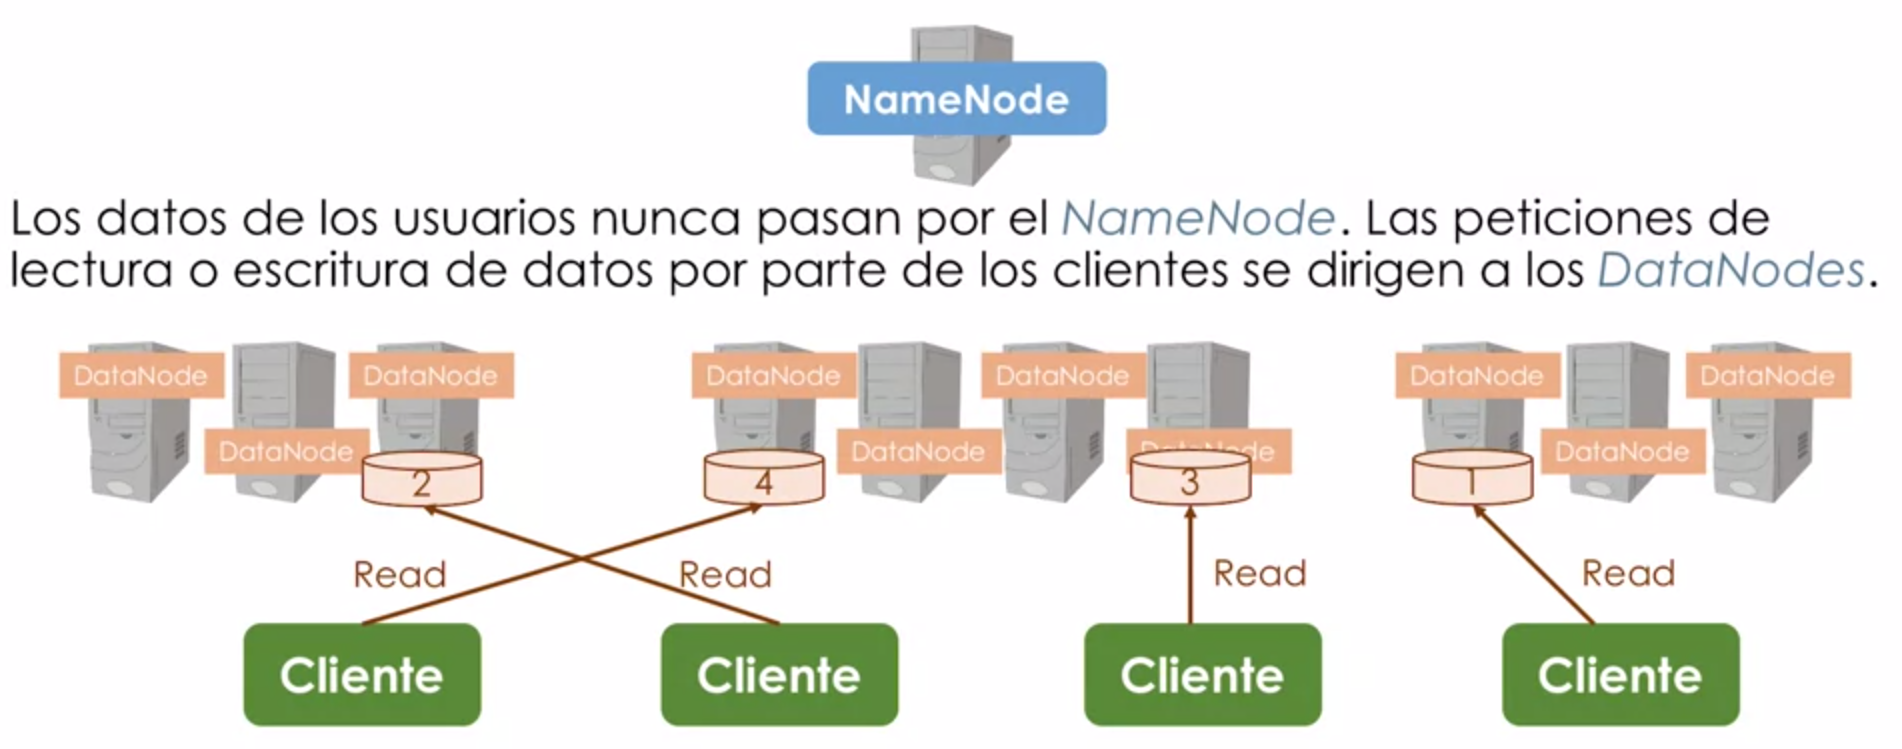 NameNode
Los datos de los usuarios nunca pasan por el NameNode. Las peticiones de
lectura o escritura de datos por parte de los clientes se dirigen a los DataNodes.
DataNode
DataNode
DataNode
DataNode
DataNode
DataNode
DataNode
DataNode
DataNode
DataNode
2
4
3
1
Read
Read
Read
Read
Cliente
Cliente
Cliente
Cliente